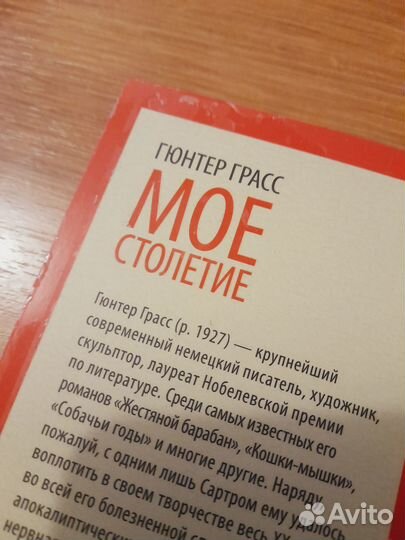 ГЮНТЕР ГРАСС
МОЕ
СТОЛЕТИЕ
Гюнтер Грасс (р. 1927) — крупнейший
современный немецкий писатель, художник,
скульптор, лауреат Нобелевской премии
по литературе. Среди самых известных его
романов «Жестяной барабан», «Кошки-мышки»,
«Собачьи годы» и многие другие. Наряду,
пожалуй, с одним лишь Сартром ему удалось
воплотить в своем творчестве весь XX
во всей его болезненной
апокалиптический
Avito